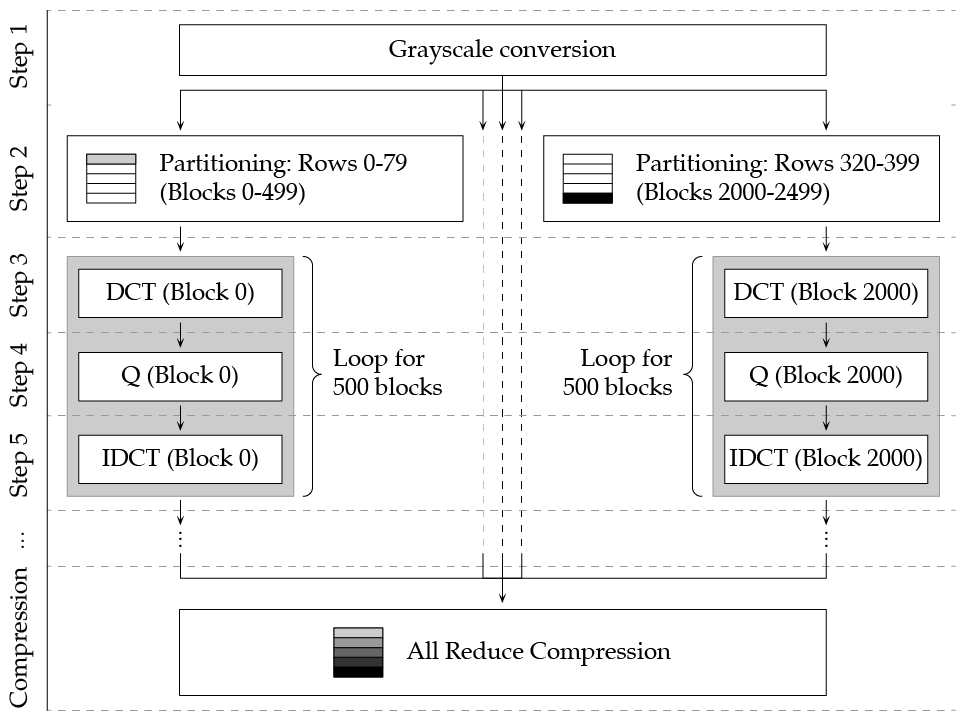 Step 1
Grayscale conversion
Step 2
Partitioning: Rows 0-79
(Blocks 0-499)
Partitioning: Rows 320-399
(Blocks 2000-2499)
Step 3
DCT (Block 0)
DCT (Block 2000)
Step 4
Q (Block 0)
Loop for
500 blocks
Loop for
500 blocks
Q (Block 2000)
Step 5
IDCT (Block 0)
IDCT (Block 2000)
...
⋮
⋮
Compression
All Reduce Compression